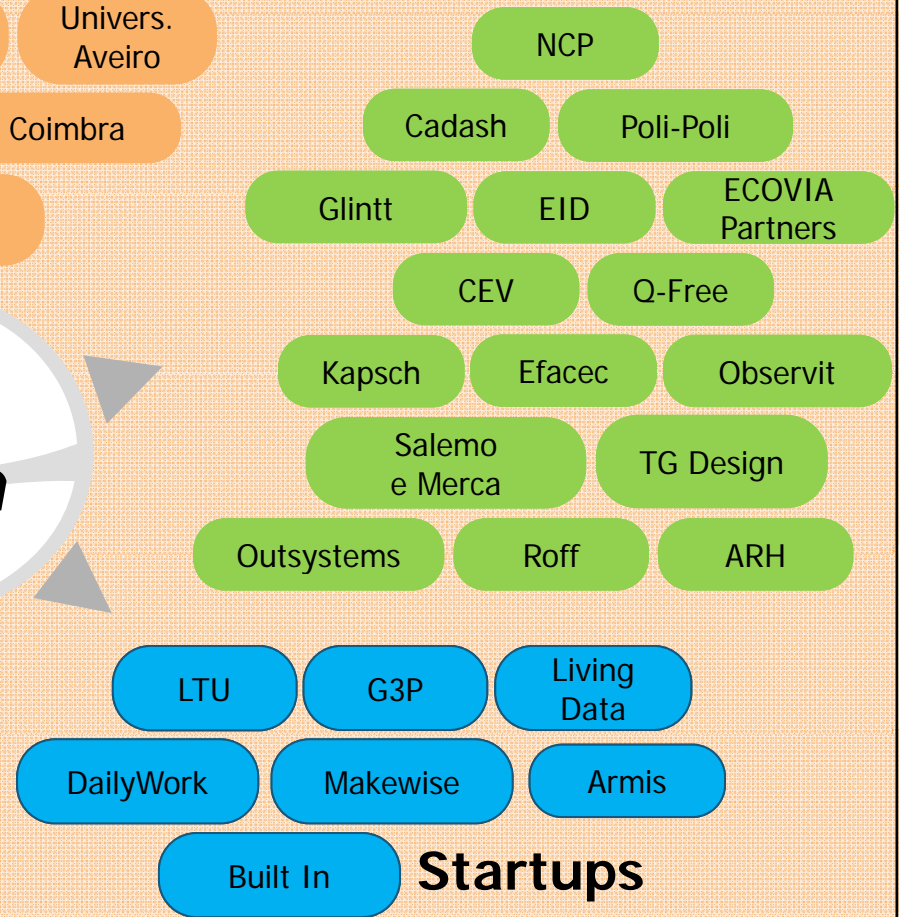 Univers.
Aveiro
NCP
Coimbra
Cadash
Poli-Poli
Glintt
EID
ECOVIA
Partners
CEV
Q-Free
Kapsch
Efacec
Observit
Salemo
e Merca
TG Design
Outsystems
Roff
ARH
LTU
G3P
Living
Data
DailyWork
Makewise
Armis
Built In
Startups